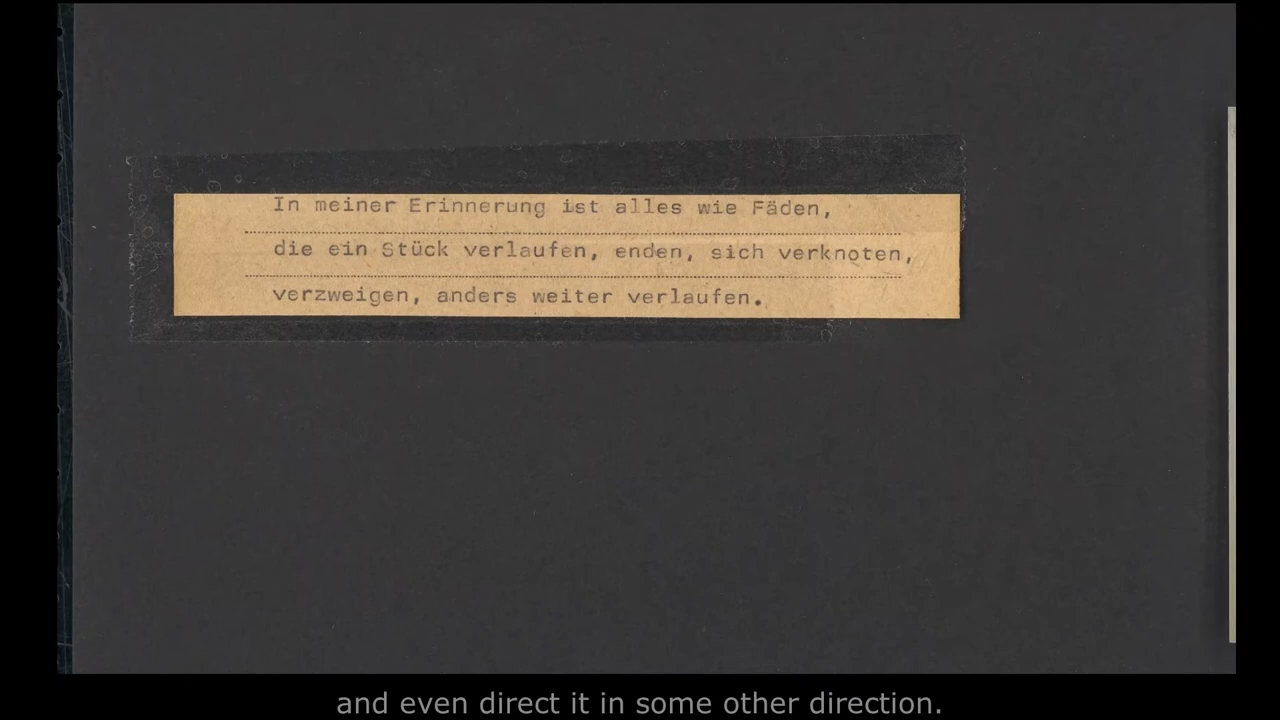 In meiner Erinnerung ist alles wie Fäden,
die ein Stück verlaufen, enden, sich verknoten,
verzweigen, anders weiter verlaufen.
and even direct it in some other direction.